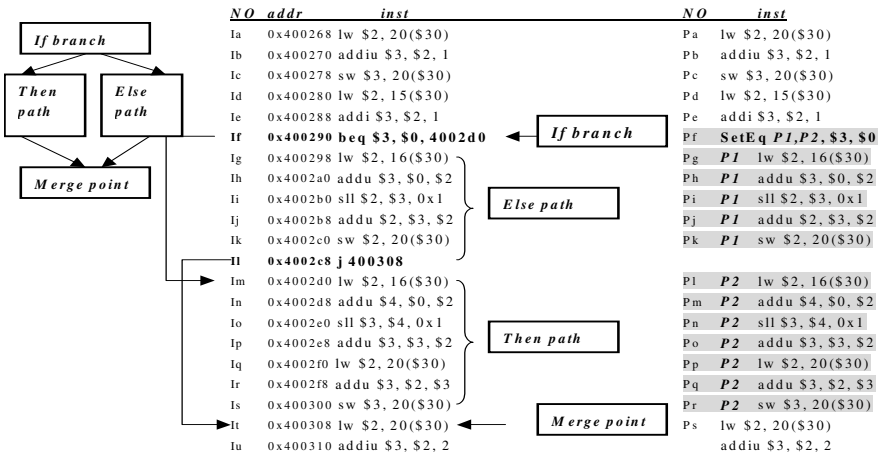 NO addr inst NO inst
If branch
Then path
Else path
Merge point
Ia 0x400268 lw $2, 20($30) Pa lw $2, 20($30)
Ib 0x400270 addiu $3, $2, 1 Pb addiu $3, $2, 1
Ic 0x400278 sw $3, 20($30) Pc sw $3, 20($30)
Id 0x400280 lw $2, 15($30) Pd lw $2, 15($30)
Ie 0x400288 addi $3, $2, 1 Pe addi $3, $2, 1
If 0x400290 beq $3, $0, 4002d0 If branch Pf SetEq P1,P2, $3, $0
Ig 0x400298 lw $2, 16($30) Pg P1 lw $2, 16($30)
Ih 0x4002a0 addu $3, $0, $2 Ph P1 addu $3, $0, $2
Ii 0x4002b0 sll $2, $3, 0x1 Else path Pi P1 sll $2, $3, 0x1
Ij 0x4002b8 addu $2, $3, $2 Pj P1 addu $2, $3, $2
Ik 0x4002c0 sw $2, 20($30) Pk P1 sw $2, 20($30)
Il 0x4002c8 j 400308
Im 0x4002d0 lw $2, 16($30) Pl P2 lw $2, 16($30)
In 0x4002d8 addu $4, $0, $2 Pm P2 addu $4, $0, $2
Io 0x4002e0 sll $3, $4, 0x1 Pn P2 sll $3, $4, 0x1
Ip 0x4002e8 addu $3, $3, $2 Then path Po P2 addu $3, $3, $2
Iq 0x4002f0 lw $2, 20($30) Pp P2 lw $2, 20($30)
Ir 0x4002f8 addu $3, $2, $3 Pq P2 addu $3, $2, $3
Is 0x400300 sw $3, 20($30) Pr P2 sw $3, 20($30)
It 0x400308 lw $2, 20($30) Merge point Ps lw $2, 20($30)
Iu 0x400310 addiu $3, $2, 2 addiu $3, $2, 2